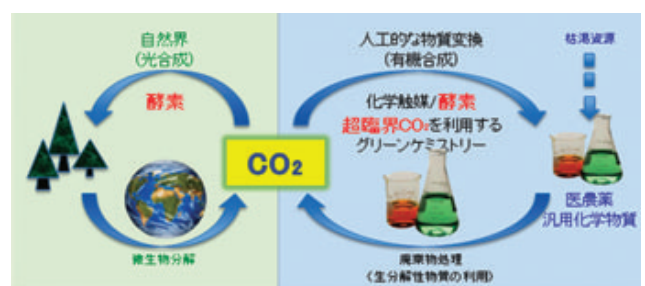 自然界
(光合成)
酵素
微生物分解
CO₂
人工的な物質変換
(有機合成)
化学触媒/酵素
超臨界CO₂を利用する
グリーンケミストリー
廃棄物処理
(生分解性物質の利用)
枯渇資源
医農薬
汎用化学物質